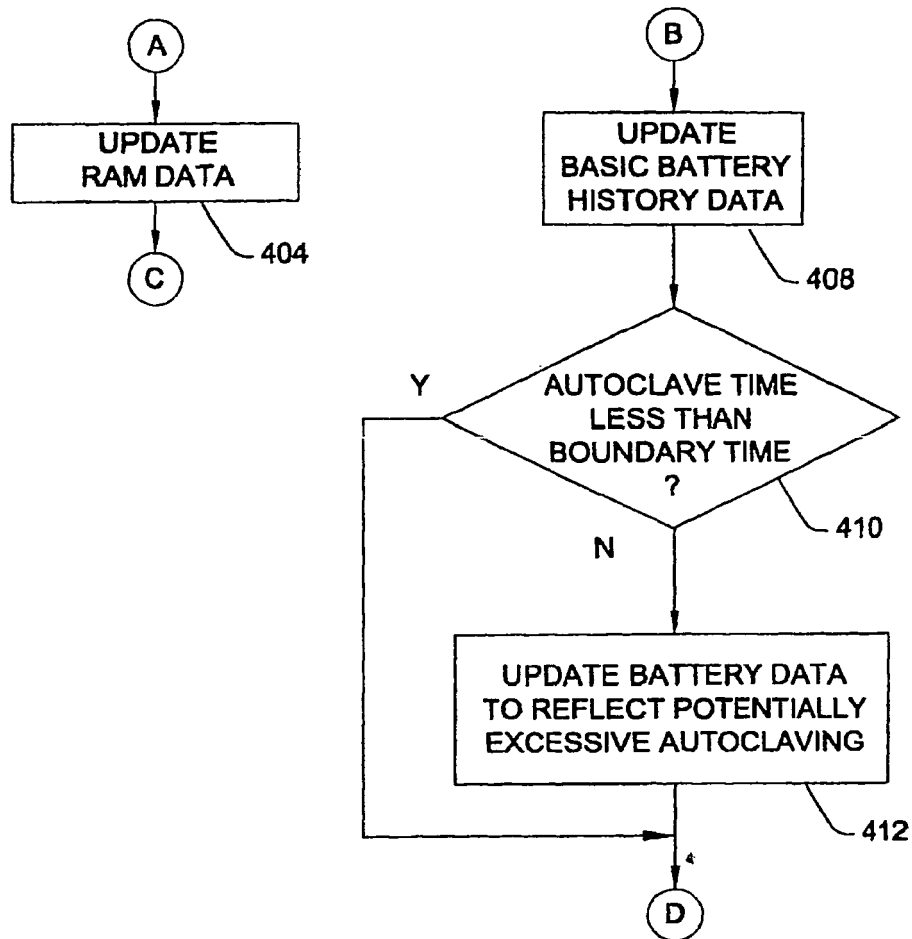 A
UPDATE
RAM DATA
404
C
B
UPDATE
BASIC BATTERY
HISTORY DATA
408
AUTOCLAVE TIME
LESS THAN
BOUNDARY TIME
?
410
Y
N
UPDATE BATTERY DATA
TO REFLECT POTENTIALLY
EXCESSIVE AUTOCLAVING
412
D